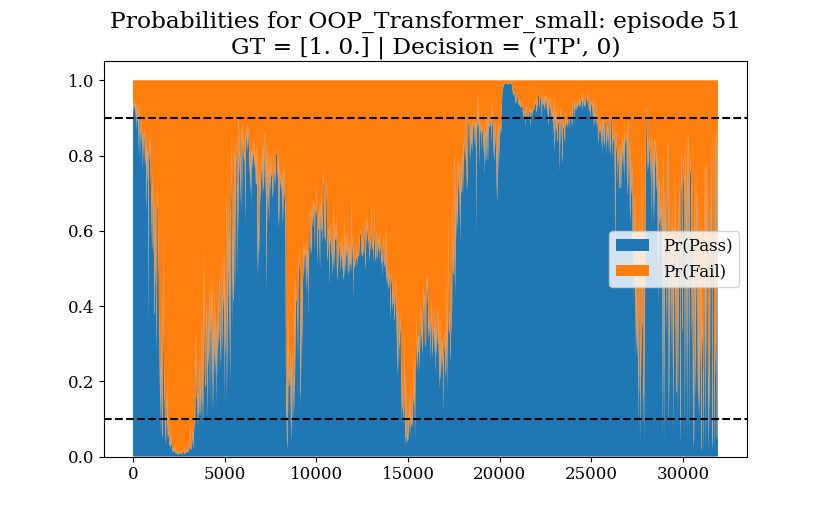 Probabilities for OOP_Transformer_small: episode 51
GT = [1. 0.] | Decision = ('TP', 0)
1.0
0.8
0.6
0.4
0.2
0.0
Pr(Pass)
Pr(Fail)
0 5000 10000 15000 20000 25000 30000